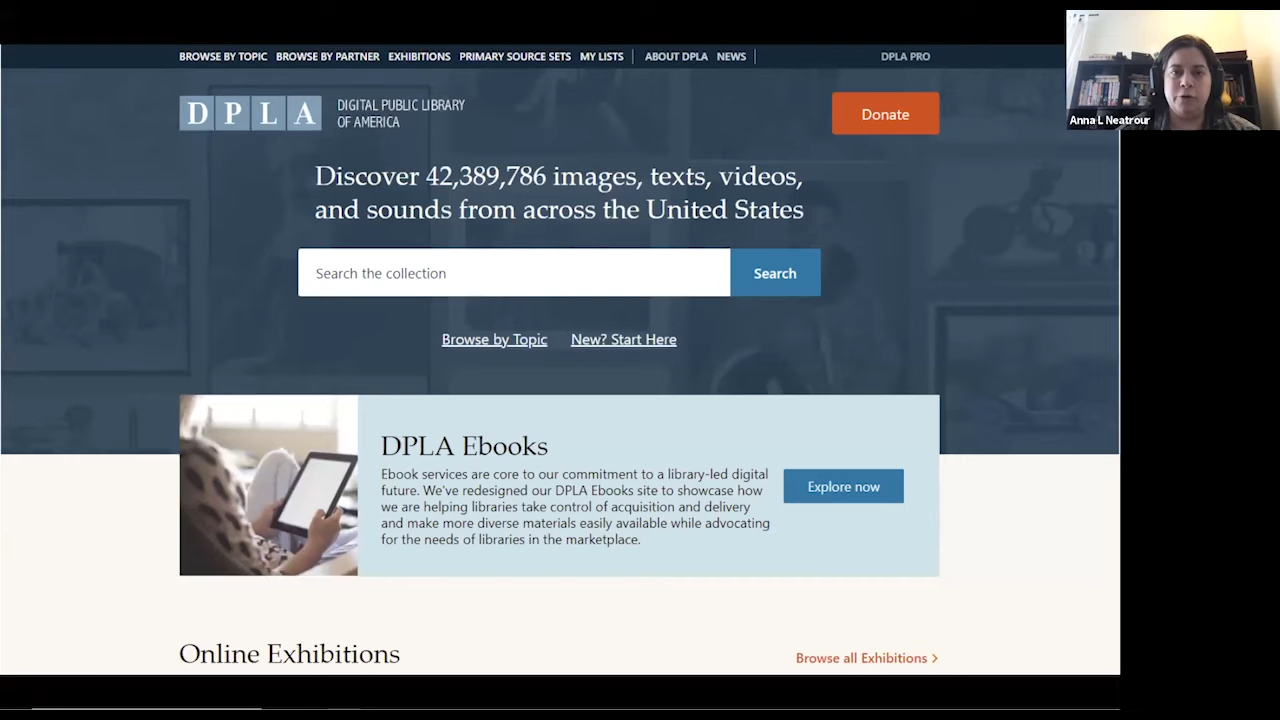 BROWSE BY TOPIC BROWSE BY PARTNER EXHIBITIONS PRIMARY SOURCE SETS MY LISTS ABOUT DPLA NEWS DPLA PRO
DPLA DIGITAL PUBLIC LIBRARY
OF AMERICA
Donate
Discover 42,389,786 images, texts, videos,
and sounds from across the United States
Search the collection Search
Browse by Topic New? Start Here
DPLA Ebooks
Ebook services are core to our commitment to a library-led digital
future. We've redesigned our DPLA Ebooks site to showcase how
we are helping libraries take control of acquisition and delivery
and make more diverse materials easily available while advocating
for the needs of libraries in the marketplace.
Explore now
Online Exhibitions
Browse all Exhibitions >
Anna L Neatrour